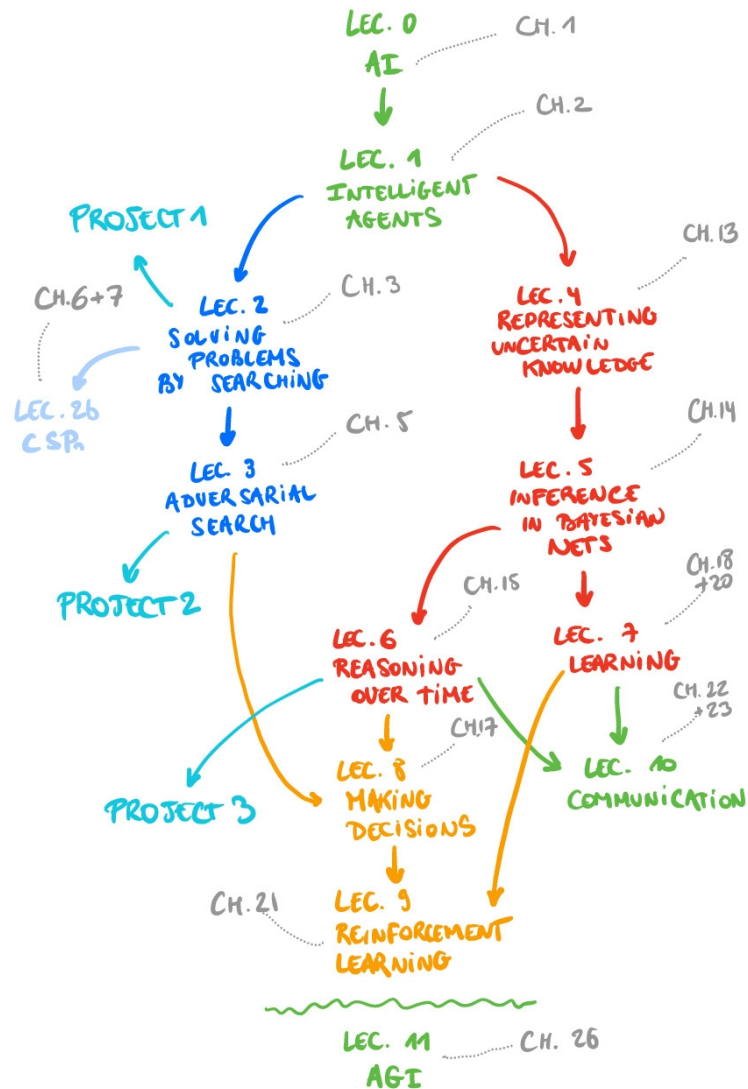 LEC. 0
AI
CH. 1
CH.2
LEC. 1
INTELLIGENT
AGENTS
PROJECT 1
CH.6+7
LEC. 2
SOLVING
PROBLEMS
BY SEARCHING
CH.3
CH.13
LEC. 4
REPRESENTING
UNCERTAIN
KNOWLEDGE
LEC. 2b
CSPs
CH.5
LEC. 3
ADVERSARIAL
SEARCH
CH.14
LEC. 5
INFERENCE
IN BAYESIAN
NETS
PROJECT 2
CH.15
LEC. 6
REASONING
OVER TIME
CH.18
+20
LEC. 7
LEARNING
CH.17
LEC. 8
MAKING
DECISIONS
CH.22
+23
LEC. 10
COMMUNICATION
PROJECT 3
CH.21
LEC. 9
REINFORCEMENT
LEARNING
LEC. 11
AGI
CH. 26